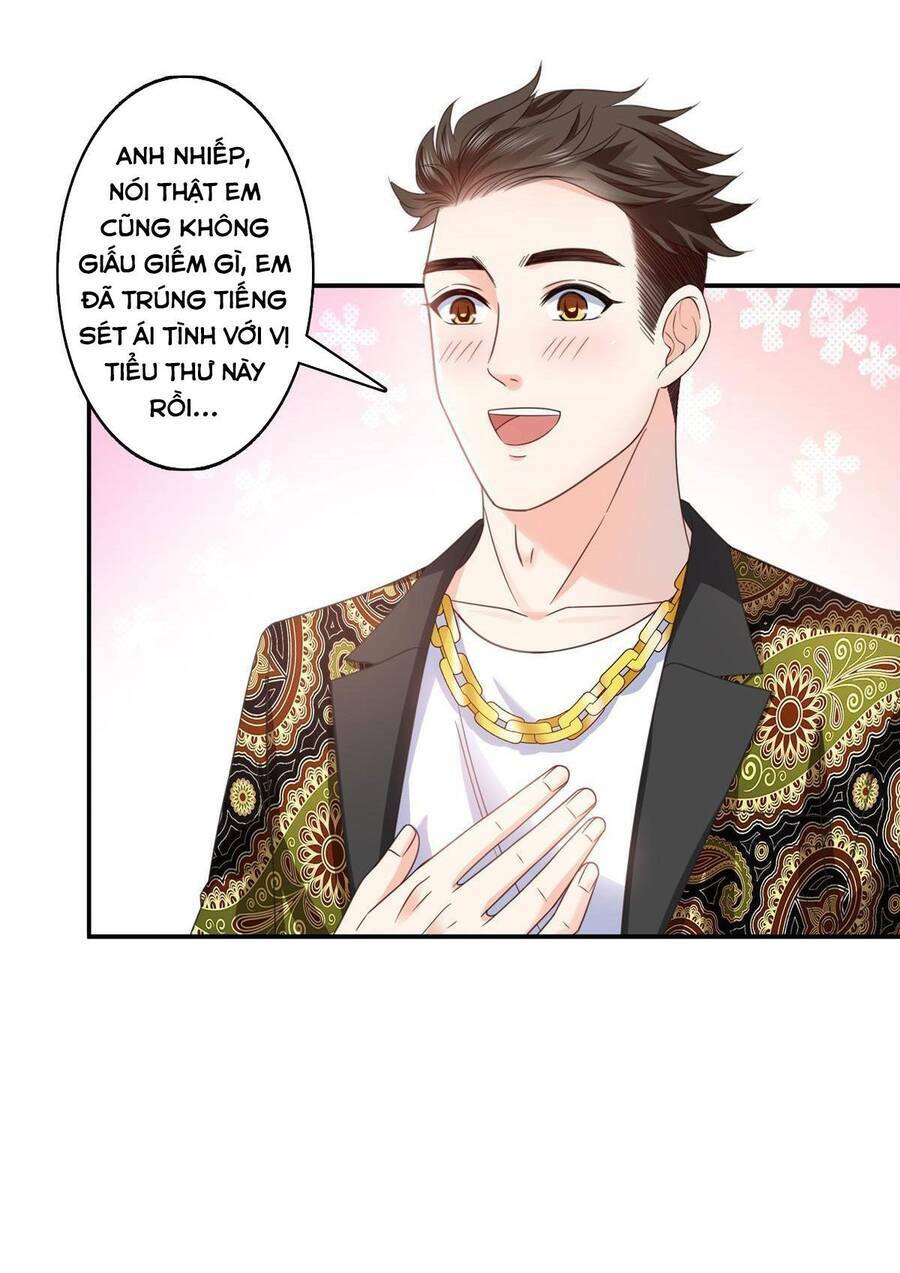 ANH NHIẾP,
NÓI THẬT EM
CŨNG KHÔNG
GIẤU GIẾM GÌ, EM
ĐÃ TRÚNG TIẾNG
SÉT ÁI TÌNH VỚI VỊ
TIỂU THƯ NÀY
RỒI...